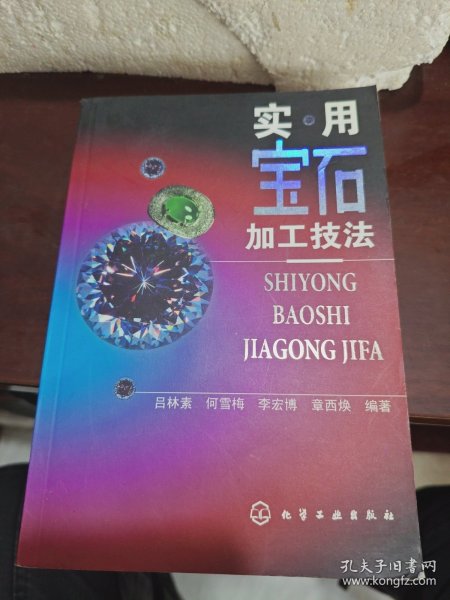 实·用
宝石
加工技法
SHIYONG
BAOSHI
JIAGONG JIFA
吕林素 何雪梅 李宏博 章西焕 编著
化学工业出版社
孔夫子旧书网
www.kongfz.com